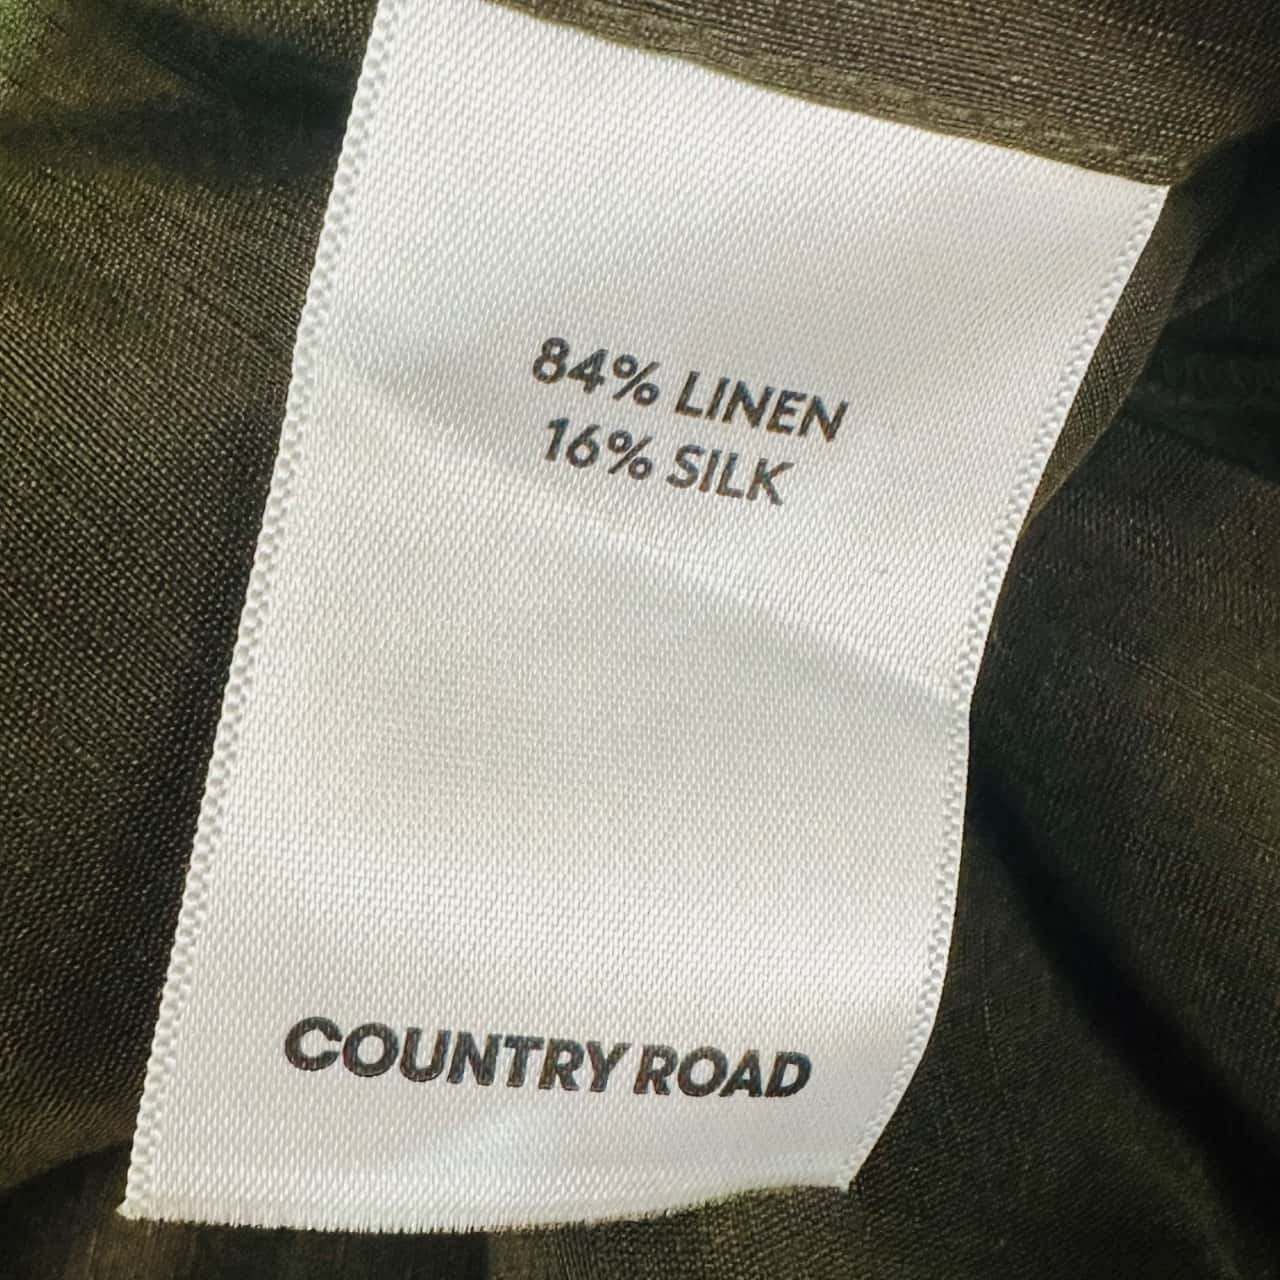 84% LINEN
16% SILK
COUNTRY ROAD